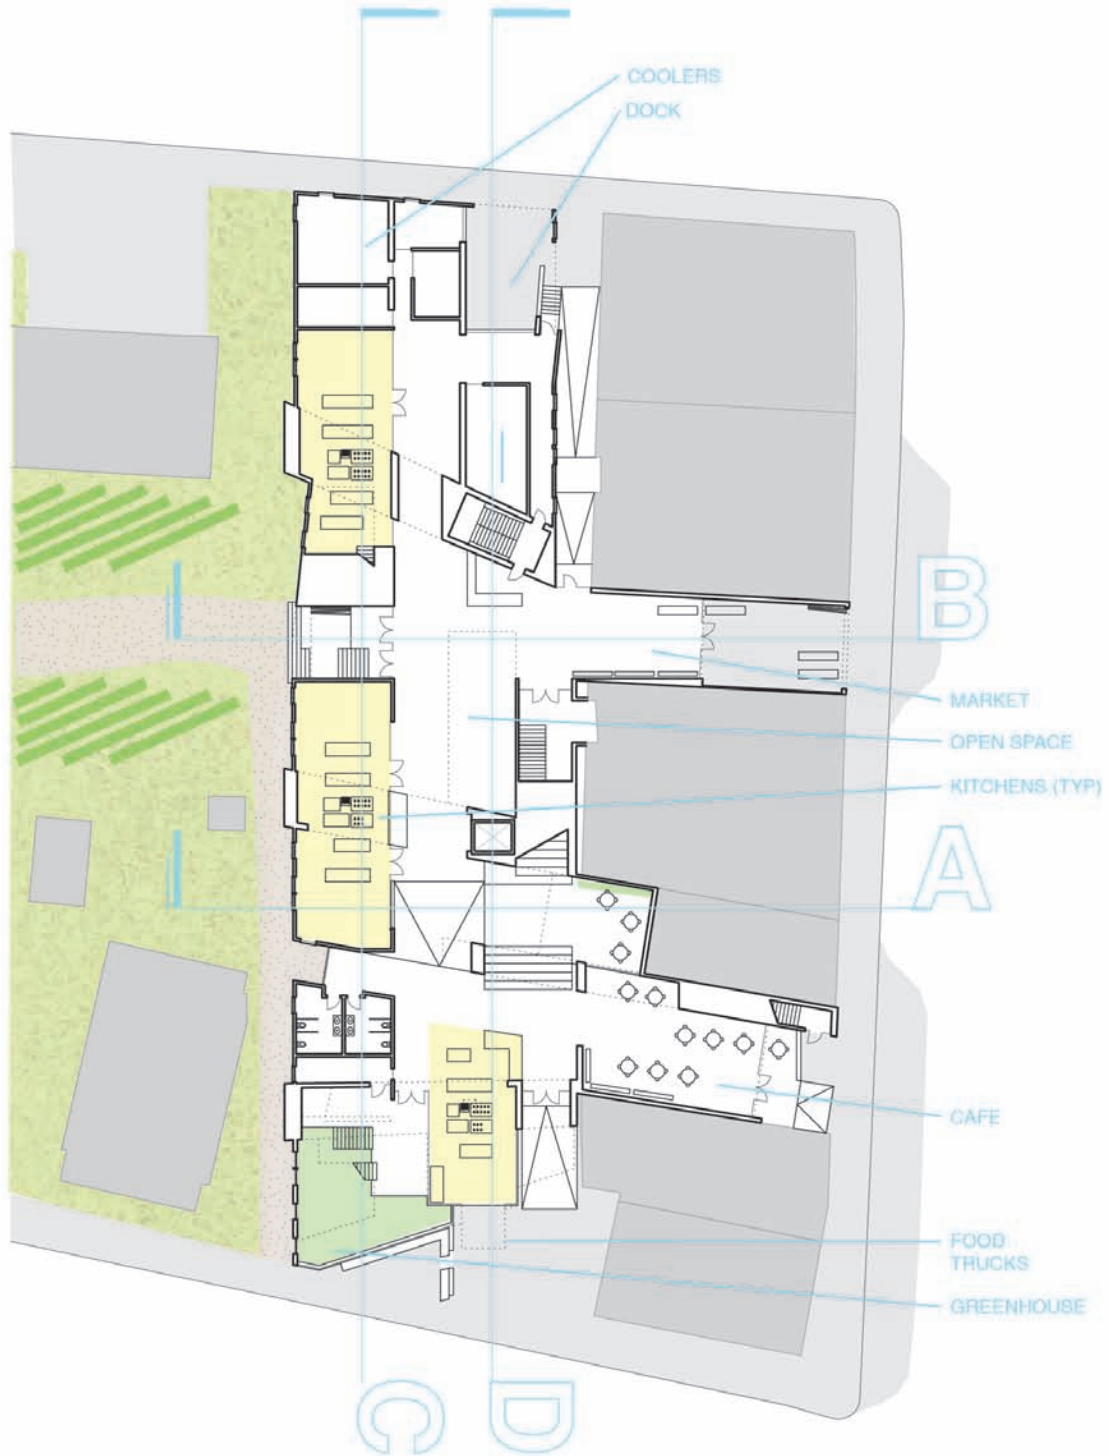 COOLERS
DOCK
B
MARKET
OPEN SPACE
KITCHENS (TYP)
A
CAFE
FOOD
TRUCKS
GREENHOUSE
C
D